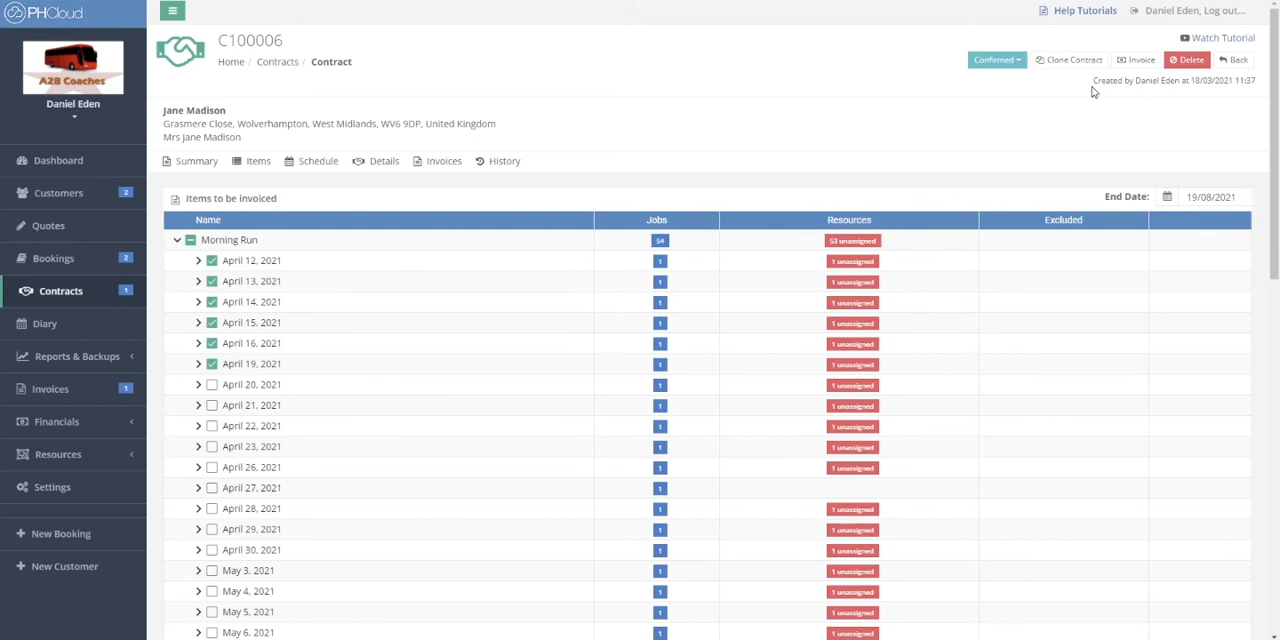 PHCloud
Help Tutorials
Daniel Eden, Log out...
A2B Coaches
Daniel Eden
C100006
Home / Contracts / Contract
Watch Tutorial
Confirmed
Clone Contract
Invoice
Delete
Back
Created by Daniel Eden at 18/03/2021 11:37
Jane Madison
Grasmere Close, Wolverhampton, West Midlands, WV6 9DP, United Kingdom
Mrs Jane Madison
Summary Items Schedule Details Invoices History
Dashboard
Customers 2
Quotes
Bookings 2
Contracts 1
Diary
Reports & Backups
Invoices 1
Financials
Resources
Settings
New Booking
New Customer
Items to be invoiced
End Date: 19/08/2021
Name Jobs Resources Excluded
Morning Run 54 53 unassigned
April 12, 2021 1 1 unassigned
April 13, 2021 1 1 unassigned
April 14, 2021 1 1 unassigned
April 15, 2021 1 1 unassigned
April 16, 2021 1 1 unassigned
April 19, 2021 1 1 unassigned
April 20, 2021 1 1 unassigned
April 21, 2021 1 1 unassigned
April 22, 2021 1 1 unassigned
April 23, 2021 1 1 unassigned
April 26, 2021 1 1 unassigned
April 27, 2021 1
April 28, 2021 1 1 unassigned
April 29, 2021 1 1 unassigned
April 30, 2021 1 1 unassigned
May 3, 2021 1 1 unassigned
May 4, 2021 1 1 unassigned
May 5, 2021 1 1 unassigned
May 6, 2021 1 1 unassigned